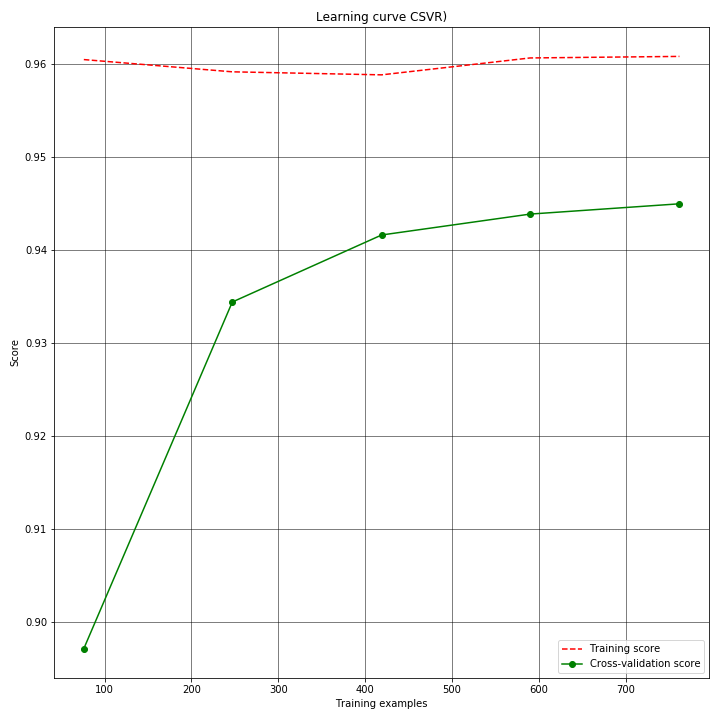 Learning curve CSVR)
0.96
0.95
0.94
0.93
0.92
0.91
0.90
Score
Training score
Cross-validation score
100 200 300 400 500 600 700
Training examples